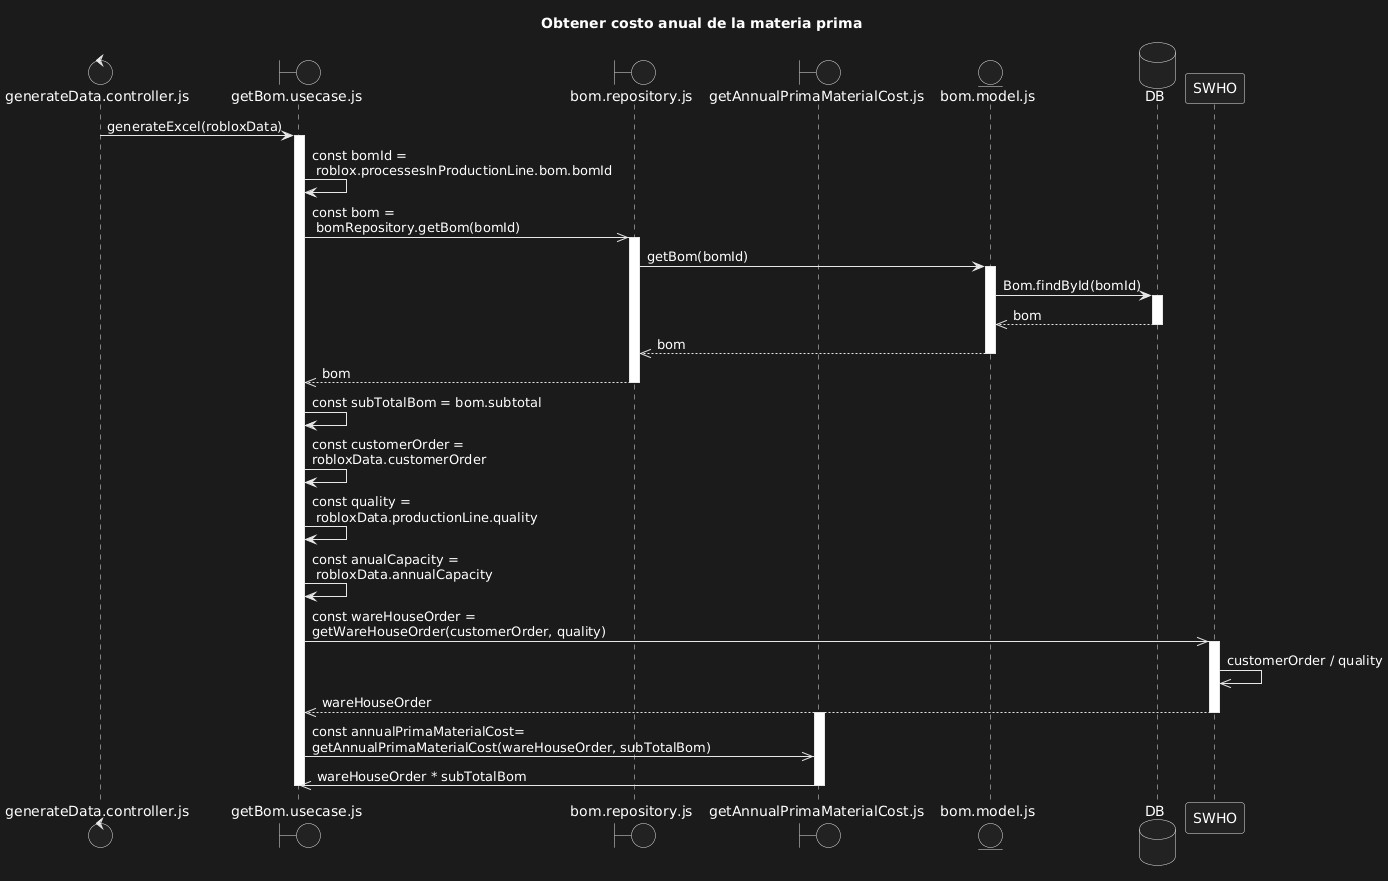 Obtener costo anual de la materia prima
generateData.controller.js
getBom.usecase.js
bom.repository.js
getAnnualPrimaMaterialCost.js
bom.model.js
DB
SWHO
generateExcel(robloxData)
const bomId =
roblox.processesInProductionLine.bom.bomId
const bom =
bomRepository.getBom(bomId)
getBom(bomId)
Bom.findById(bomId)
bom
bom
bom
const subTotalBom = bom.subtotal
const customerOrder =
robloxData.customerOrder
const quality =
robloxData.productionLine.quality
const anualCapacity =
robloxData.annualCapacity
const wareHouseOrder =
getWareHouseOrder(customerOrder, quality)
customerOrder / quality
wareHouseOrder
const annualPrimaMaterialCost=
getAnnualPrimaMaterialCost(wareHouseOrder, subTotalBom)
wareHouseOrder * subTotalBom
generateData.controller.js
getBom.usecase.js
bom.repository.js
getAnnualPrimaMaterialCost.js
bom.model.js
DB
SWHO